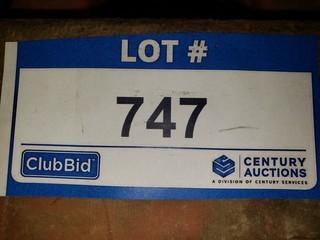 LOT #
747
ClubBid
CENTURY
AUCTIONS
A DIVISION OF CENTURY SERVICES